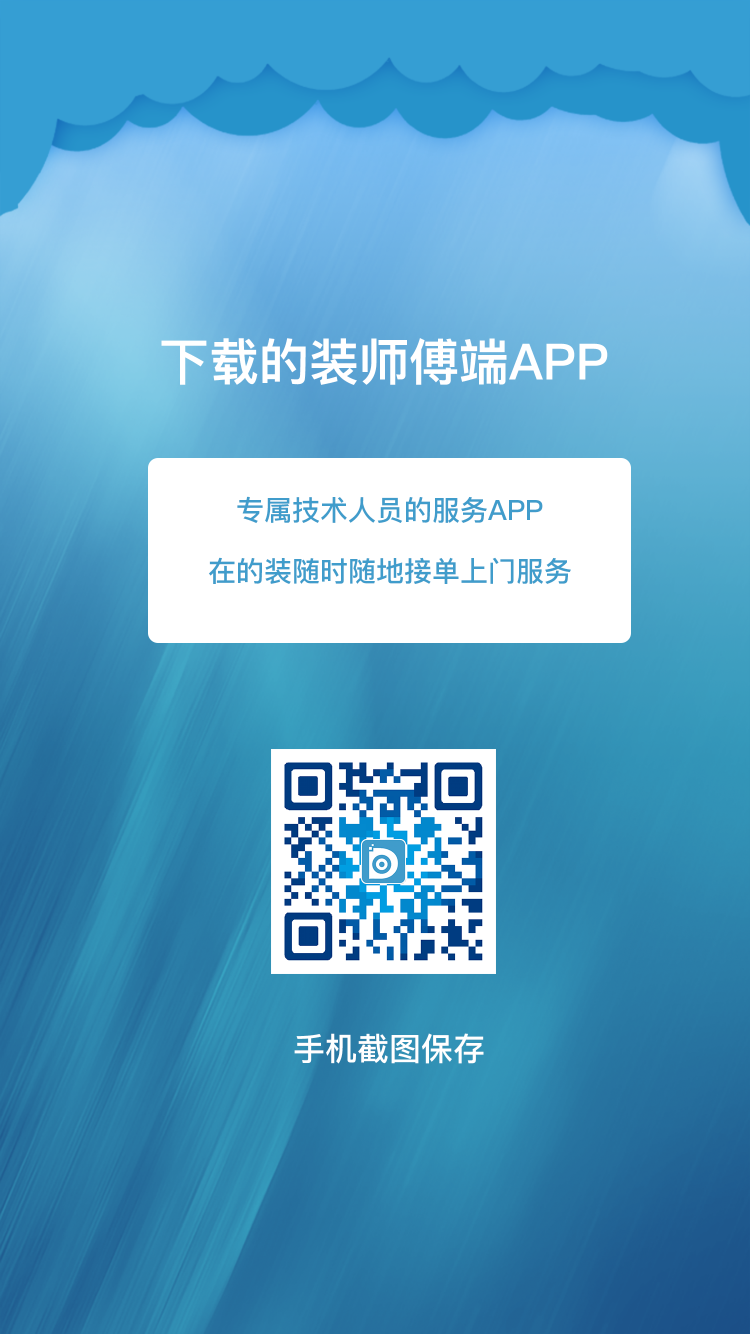 下载的装师傅端APP
专属技术人员的服务APP
在的装随时随地接单上门服务
手机截图保存